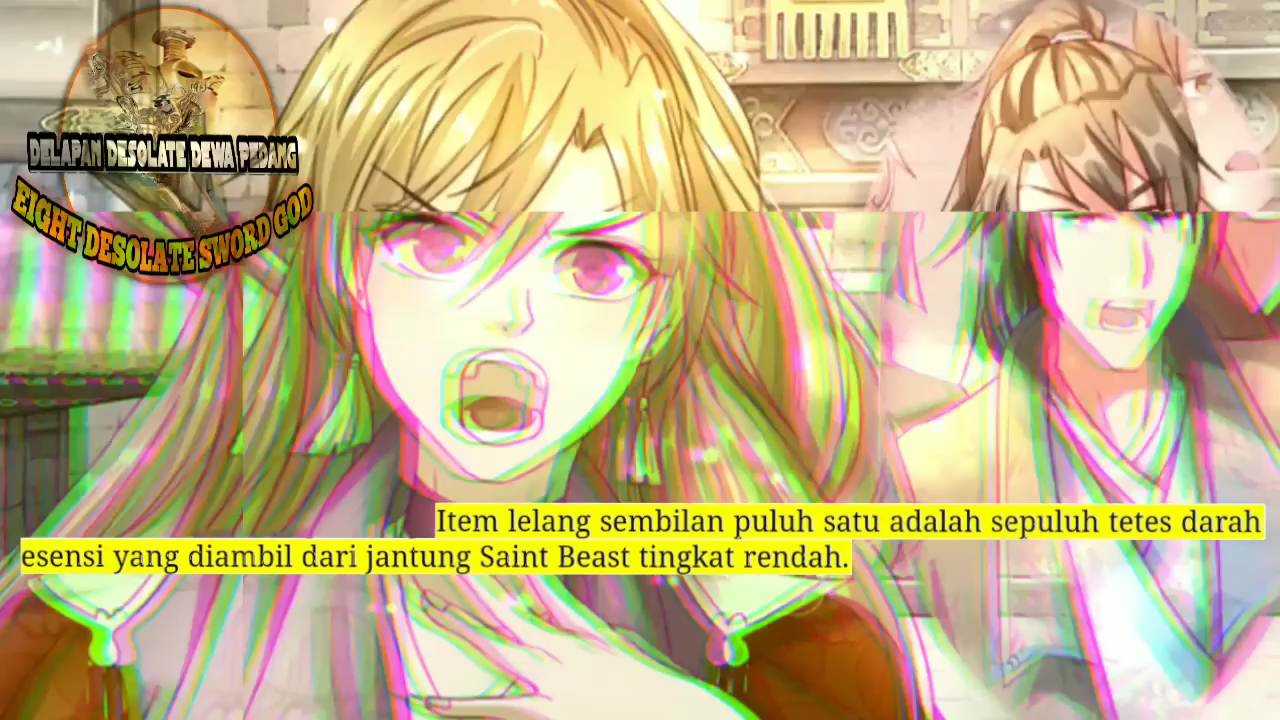 DELAPAN DESOLATE DEWA PEDANG
EIGHT DESOLATE SWORD GOD
Item lelang sembilan puluh satu adalah sepuluh tetes darah
esensi yang diambil dari jantung Saint Beast tingkat rendah.